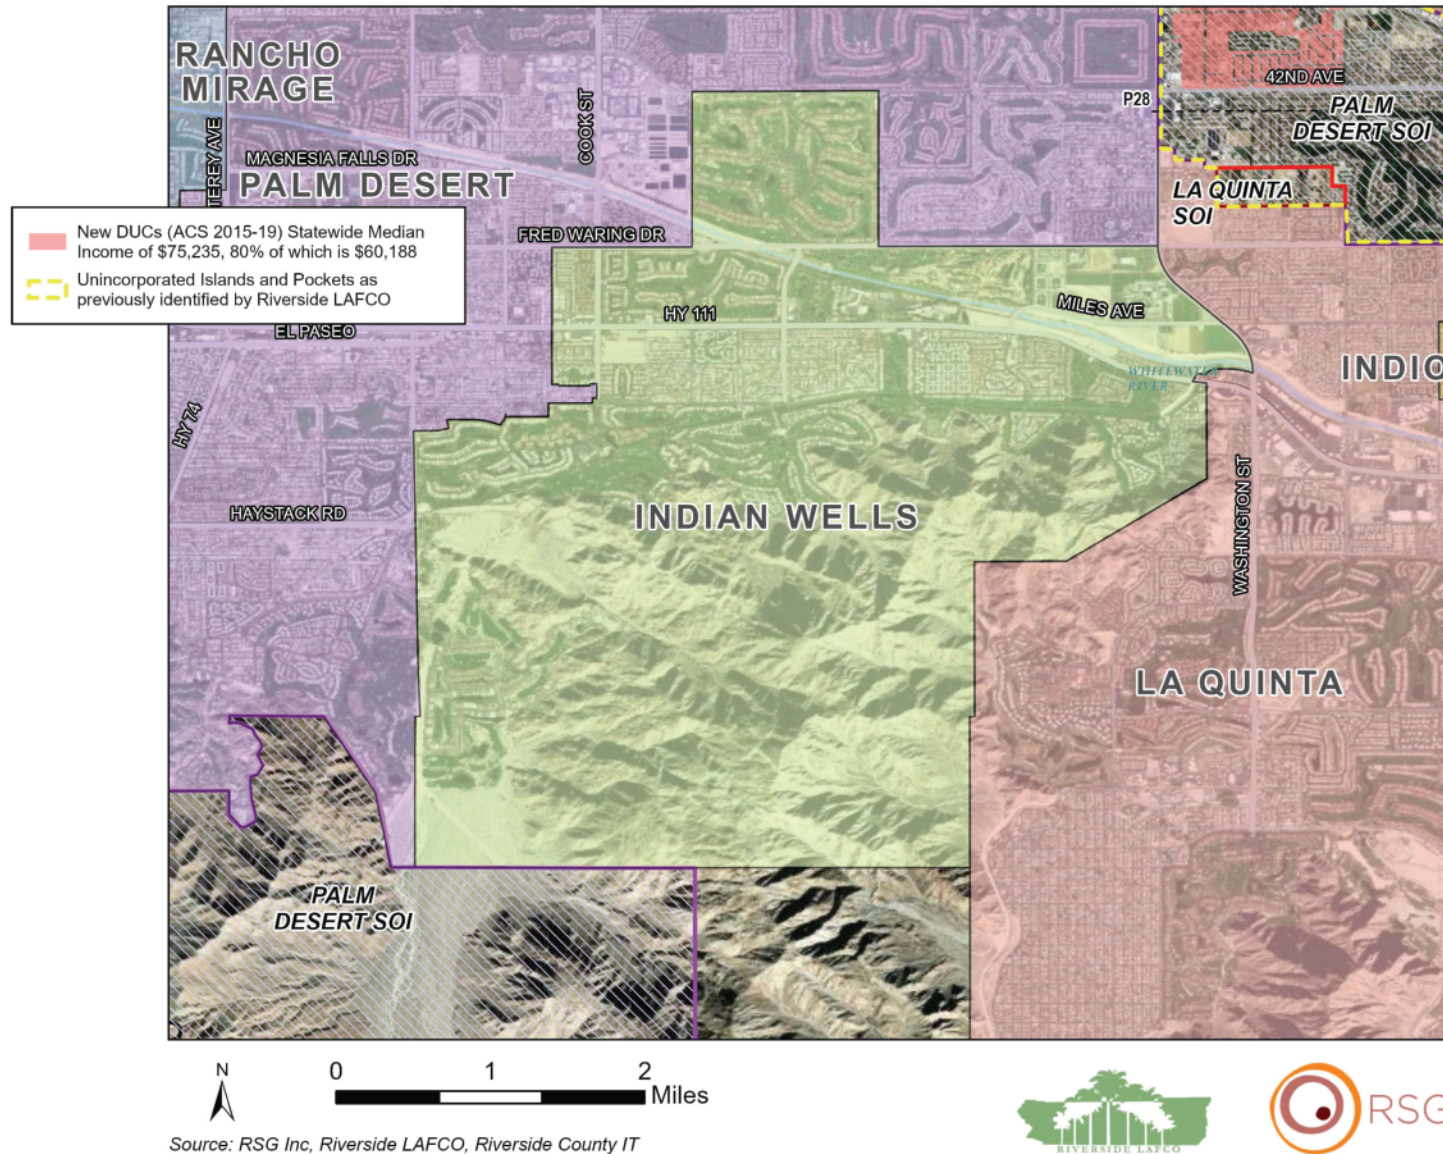 RANCHO
MIRAGE
TEREY AVE
COOK ST
42ND AVE
P28
PALM
DESERT SOI
MAGNESIA FALLS DR
PALM DESERT
LA QUINTA
SOI
New DUCs (ACS 2015-19) Statewide Median
Income of $75,235, 80% of which is $60,188
Unincorporated Islands and Pockets as
previously identified by Riverside LAFCO
FRED WARING DR
HY 111
MILES AVE
EL PASEO
WHITEWATER
RIVER
INDIO
HY 74
WASHINGTON ST
HAYSTACK RD
INDIAN WELLS
LA QUINTA
PALM
DESERT SOI
N
0 1 2
Miles
RIVERSIDE LAFCO
RSG
Source: RSG Inc, Riverside LAFCO, Riverside County IT